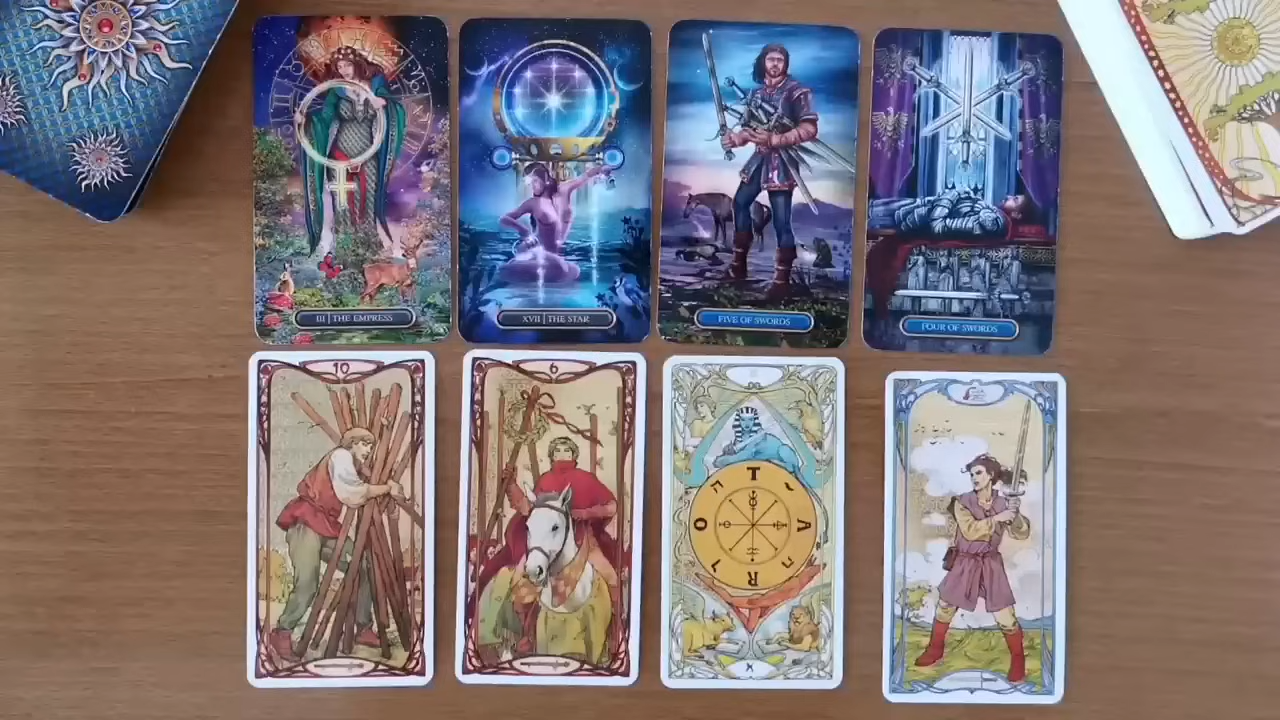 III THE EMPRESS
XVII THE STAR
FIVE OF SWORDS
FOUR OF SWORDS
10
6
T
A
R
O
X